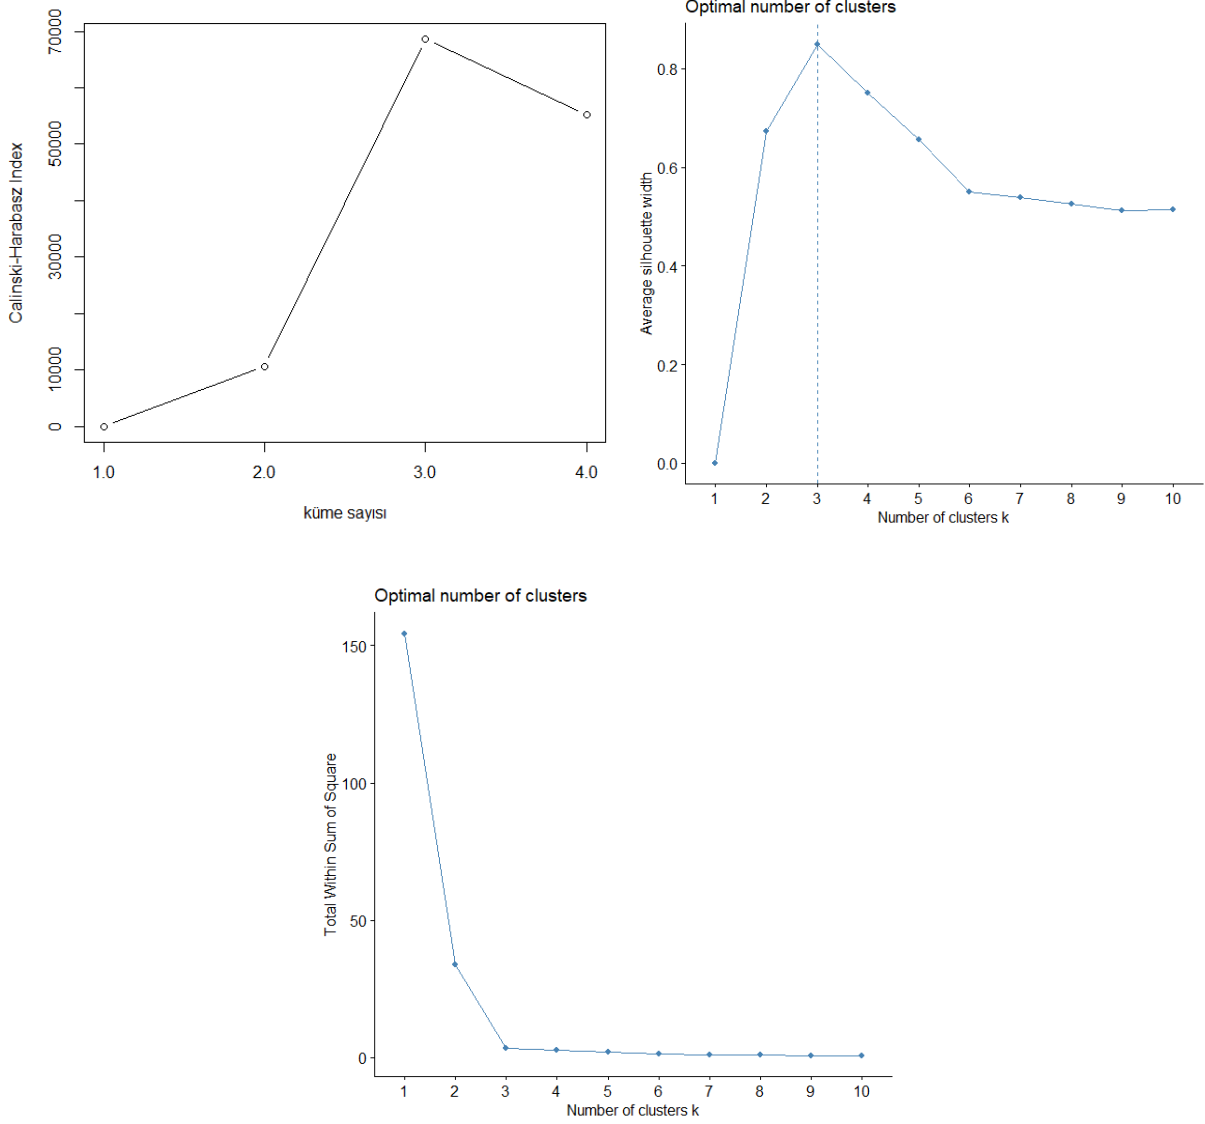 70000
50000
30000
10000
0
Calinski-Harabasz Index
1.0 2.0 3.0 4.0
küme sayısı
Optimal number of clusters
0.8
0.6
0.4
0.2
0.0
Average silhouette width
1 2 3 4 5 6 7 8 9 10
Number of clusters k
Optimal number of clusters
150
100
50
0
Total Within Sum of Square
1 2 3 4 5 6 7 8 9 10
Number of clusters k